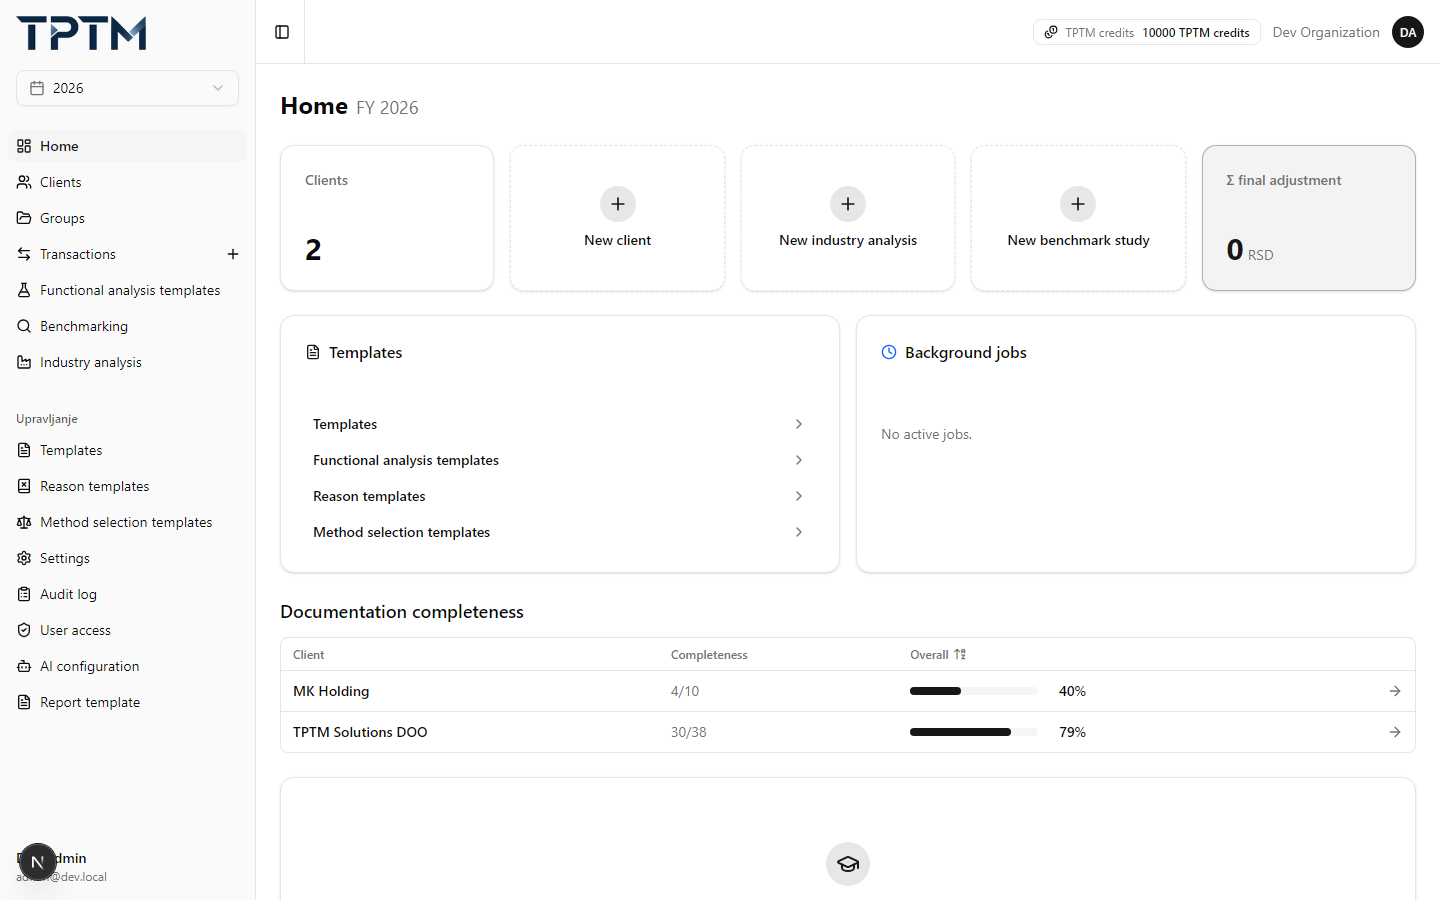 TPTM
2026
Home
Clients
Groups
Transactions
Functional analysis templates
Benchmarking
Industry analysis
Upravljanje
Templates
Reason templates
Method selection templates
Settings
Audit log
User access
AI configuration
Report template
N
TPTM credits 10000 TPTM credits
Dev Organization
DA
Home FY 2026
Clients
2
New client
New industry analysis
New benchmark study
Σ final adjustment
0 RSD
Templates
Templates
Functional analysis templates
Reason templates
Method selection templates
Background jobs
No active jobs.
Documentation completeness
Client Completeness Overall
MK Holding 4/10 40%
TPTM Solutions DOO 30/38 79%